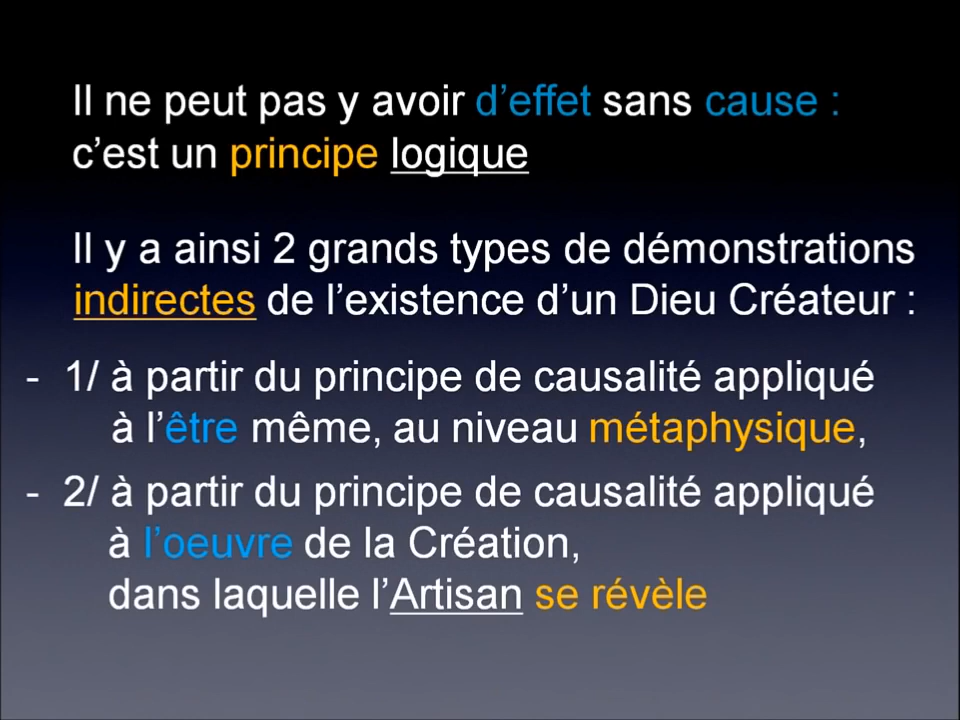 Il ne peut pas y avoir d’effet sans cause :
c’est un principe logique
Il y a ainsi 2 grands types de démonstrations
indirectes de l’existence d’un Dieu Créateur :
- 1/ à partir du principe de causalité appliqué
à l’être même, au niveau métaphysique,
- 2/ à partir du principe de causalité appliqué
à l’oeuvre de la Création,
dans laquelle l’Artisan se révèle